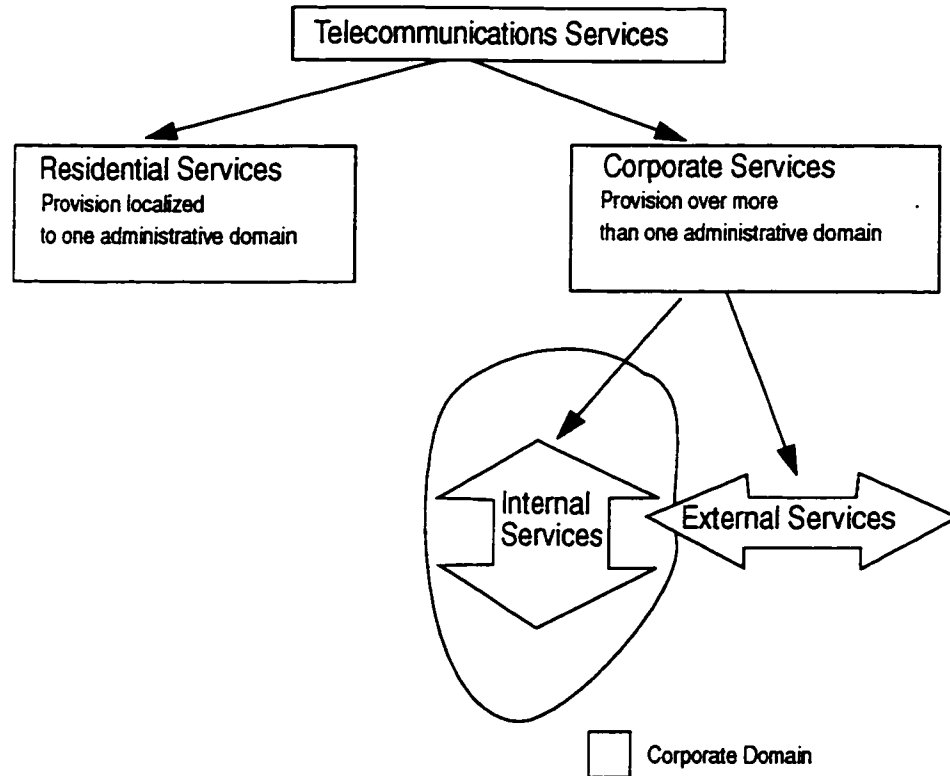 Telecommunications Services
Residential Services
Provision localized
to one administrative domain
Corporate Services
Provision over more
than one administrative domain
Internal
Services
External Services
Corporate Domain